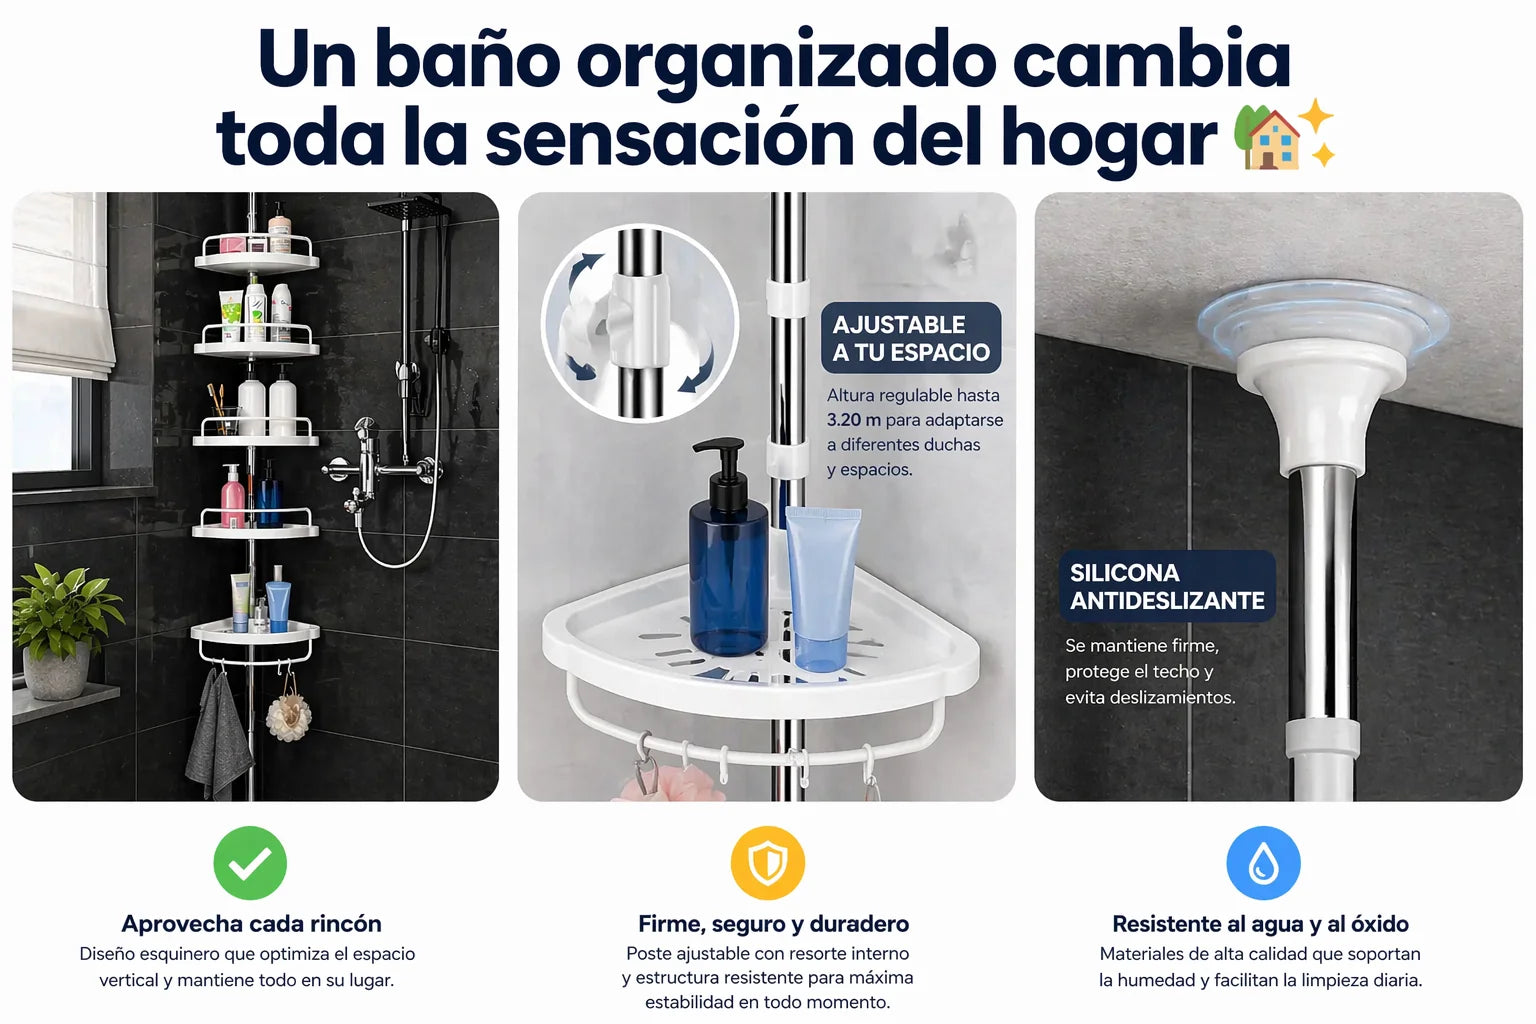 Un baño organizado cambia
toda la sensación del hogar
AJUSTABLE
A TU ESPACIO
Altura regulable hasta
3.20 m para adaptarse
a diferentes duchas
y espacios.
SILICONA
ANTIDESLIZANTE
Se mantiene firme,
protege el techo y
evita deslizamientos.
Aprovecha cada rincón
Diseño esquinero que optimiza el espacio
vertical y mantiene todo en su lugar.
Firme, seguro y duradero
Poste ajustable con resorte interno
y estructura resistente para máxima
estabilidad en todo momento.
Resistente al agua y al óxido
Materiales de alta calidad que soportan
la humedad y facilitan la limpieza diaria.